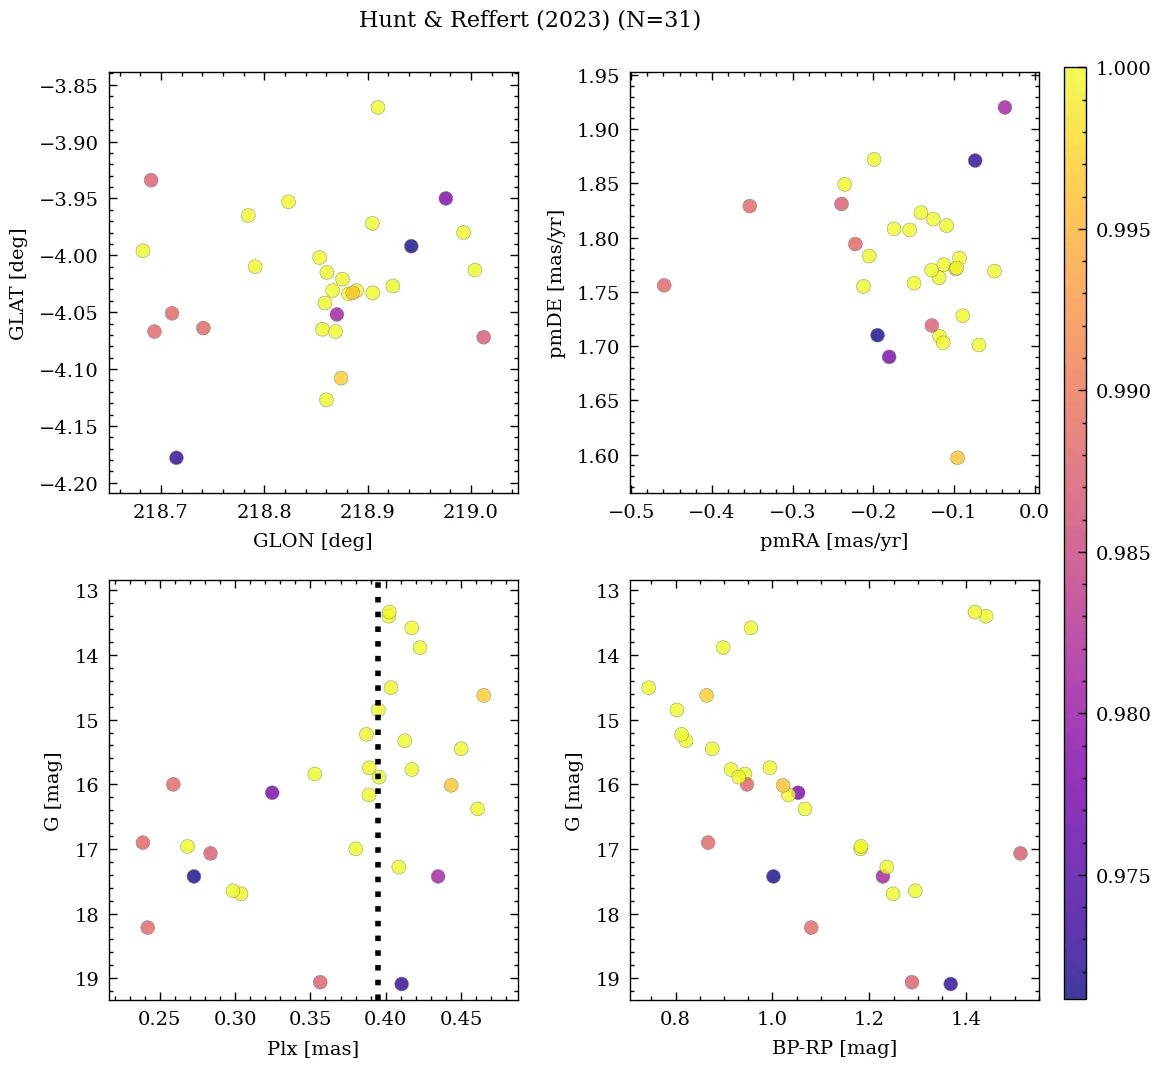 Hunt & Reffert (2023) (N=31)
−3.85
−3.90
−3.95
−4.00
−4.05
−4.10
−4.15
−4.20
GLAT [deg]
218.7 218.8 218.9 219.0
GLON [deg]
1.95
1.90
1.85
1.80
1.75
1.70
1.65
1.60
pmDE [mas/yr]
−0.5 −0.4 −0.3 −0.2 −0.1 0.0
pmRA [mas/yr]
13
14
15
16
17
18
19
G [mag]
0.25 0.30 0.35 0.40 0.45
Plx [mas]
13
14
15
16
17
18
19
G [mag]
0.8 1.0 1.2 1.4
BP-RP [mag]
1.000
0.995
0.990
0.985
0.980
0.975